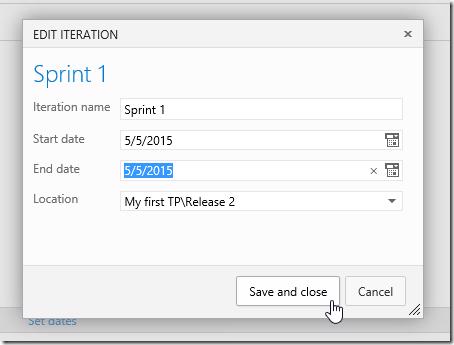 EDIT ITERATION
Sprint 1
Iteration name Sprint 1
Start date 5/5/2015
End date 5/5/2015
Location My first TP\Release 2
Save and close Cancel
Set dates